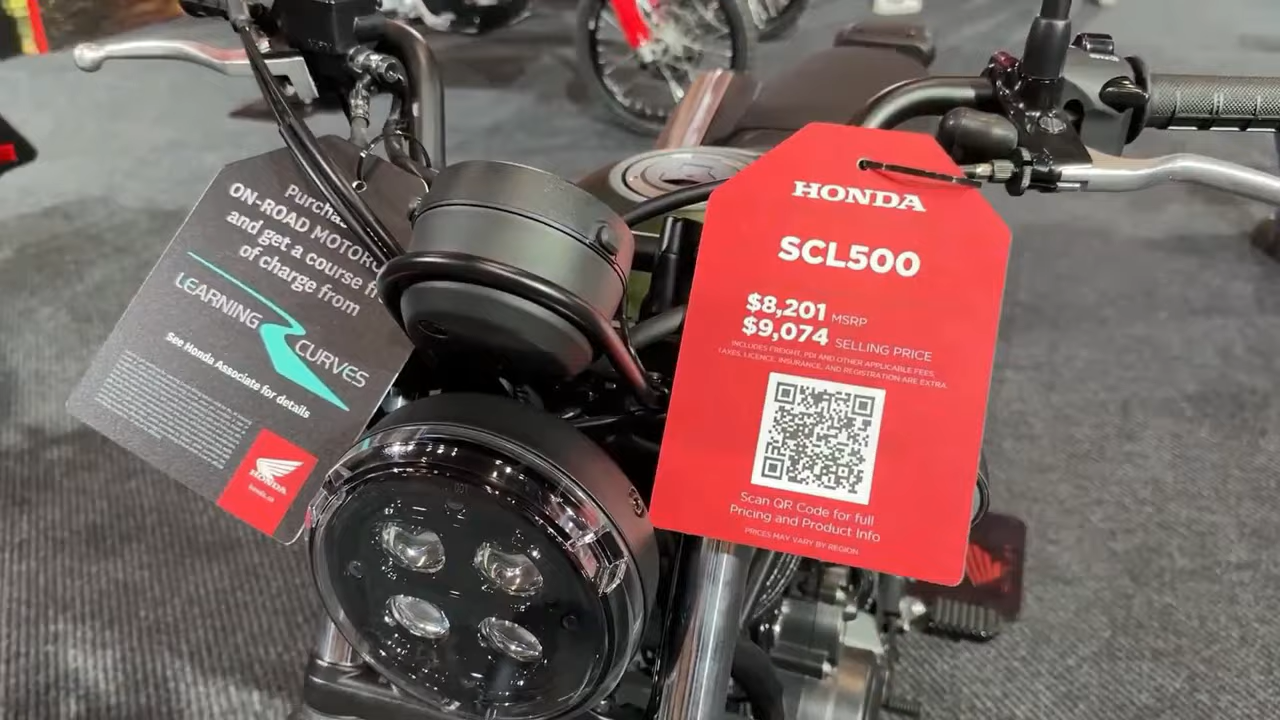 Purcha
ON-ROAD MOTORC
and get a course f
of charge from
LEARNING
CURVES
See Honda Associate for details
HONDA
honda.ca
HONDA
SCL500
$8,201 MSRP
$9,074 SELLING PRICE
INCLUDES FREIGHT, PDI AND OTHER APPLICABLE FEES,
TAXES, LICENCE, INSURANCE, AND REGISTRATION ARE EXTRA.
Scan QR Code for full
Pricing and Product Info
PRICES MAY VARY BY REGION